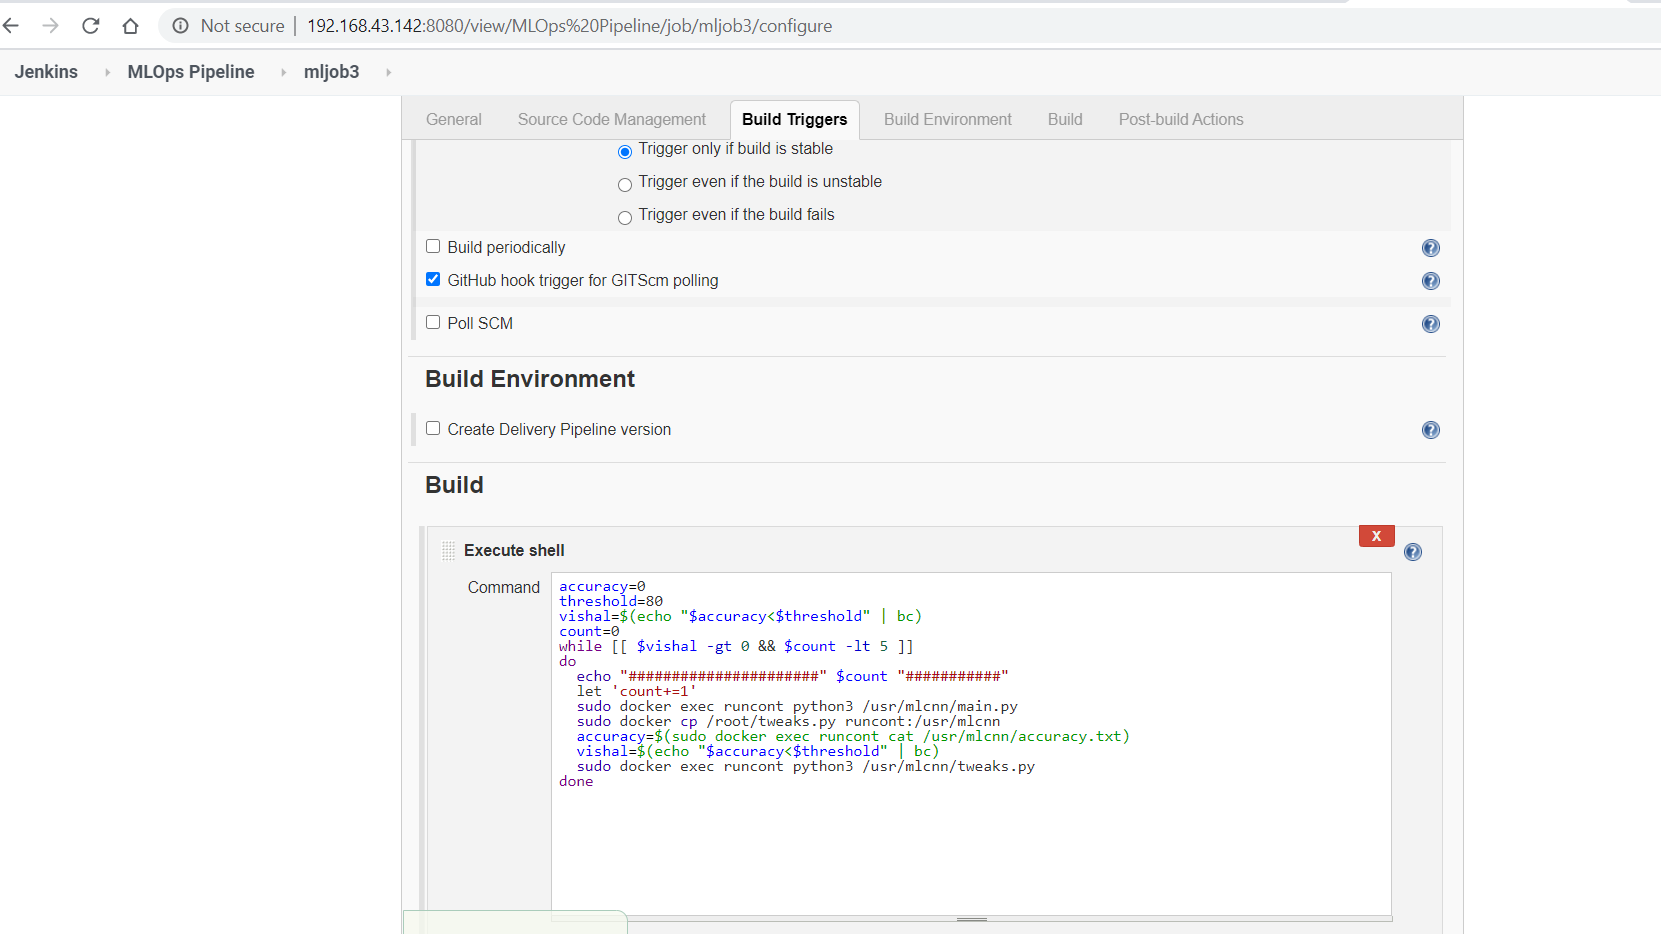 Not secure | 192.168.43.142:8080/view/MLOps%20Pipeline/job/mljob3/configure
Jenkins MLOps Pipeline mljob3
General Source Code Management Build Triggers Build Environment Build Post-build Actions
Trigger only if build is stable
Trigger even if the build is unstable
Trigger even if the build fails
Build periodically
GitHub hook trigger for GITScm polling
Poll SCM
Build Environment
Create Delivery Pipeline version
Build
X
Execute shell
Command
accuracy=0
threshold=80
vishal=$(echo "$accuracy<$threshold" | bc)
count=0
while [[ $vishal -gt 0 && $count -lt 5 ]]
do
  echo "######################" $count "###########"
  let 'count+=1'
  sudo docker exec runcont python3 /usr/mlcnn/main.py
  sudo docker cp /root/tweaks.py runcont:/usr/mlcnn
  accuracy=$(sudo docker exec runcont cat /usr/mlcnn/accuracy.txt)
  vishal=$(echo "$accuracy<$threshold" | bc)
  sudo docker exec runcont python3 /usr/mlcnn/tweaks.py
done